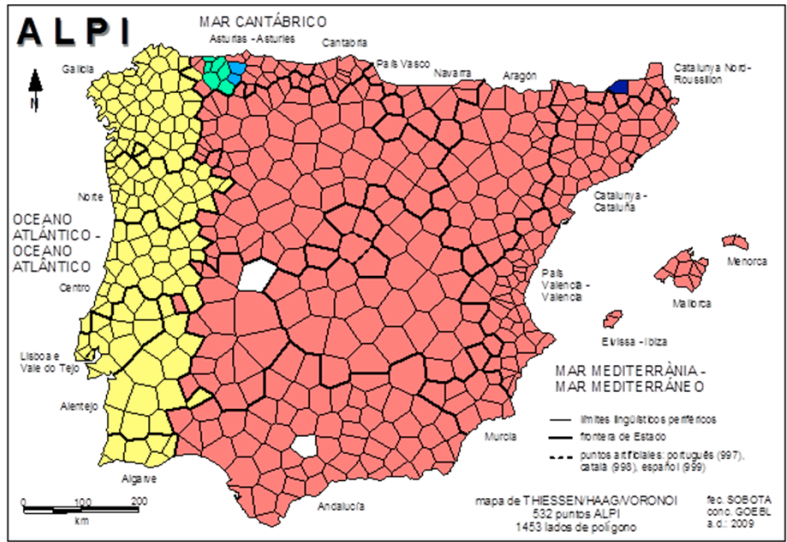 ALPI
MAR CANTÁBRICO
Asturias - Asturies
Cantabria
País Vasco
Navarra
Aragón
Catalunya Nord-
Roussillon
Galicia
N
Norte
OCEANO
ATLÁNTICO -
OCEANO
ATLÂNTICO
Centro
Lisboa e
Vale do Tejo
Alentejo
Algarve
Catalunya -
Cataluña
País
Valencià -
Valencia
Menorca
Mallorca
Eivissa - Ibiza
MAR MEDITERRÀNIA -
MAR MEDITERRÁNEO
Murcia
Andalucía
límites lingüísticos periféricos
frontera de Estado
puntos artificiales: portugués (997),
català (998), español (999)
0 100 200
km
mapa de THIESSEN/HAAG/VORONOI
532 puntos ALPI
1453 lados de polígono
fec. SOBOTA
conc. GOEBL
a.d.: 2009